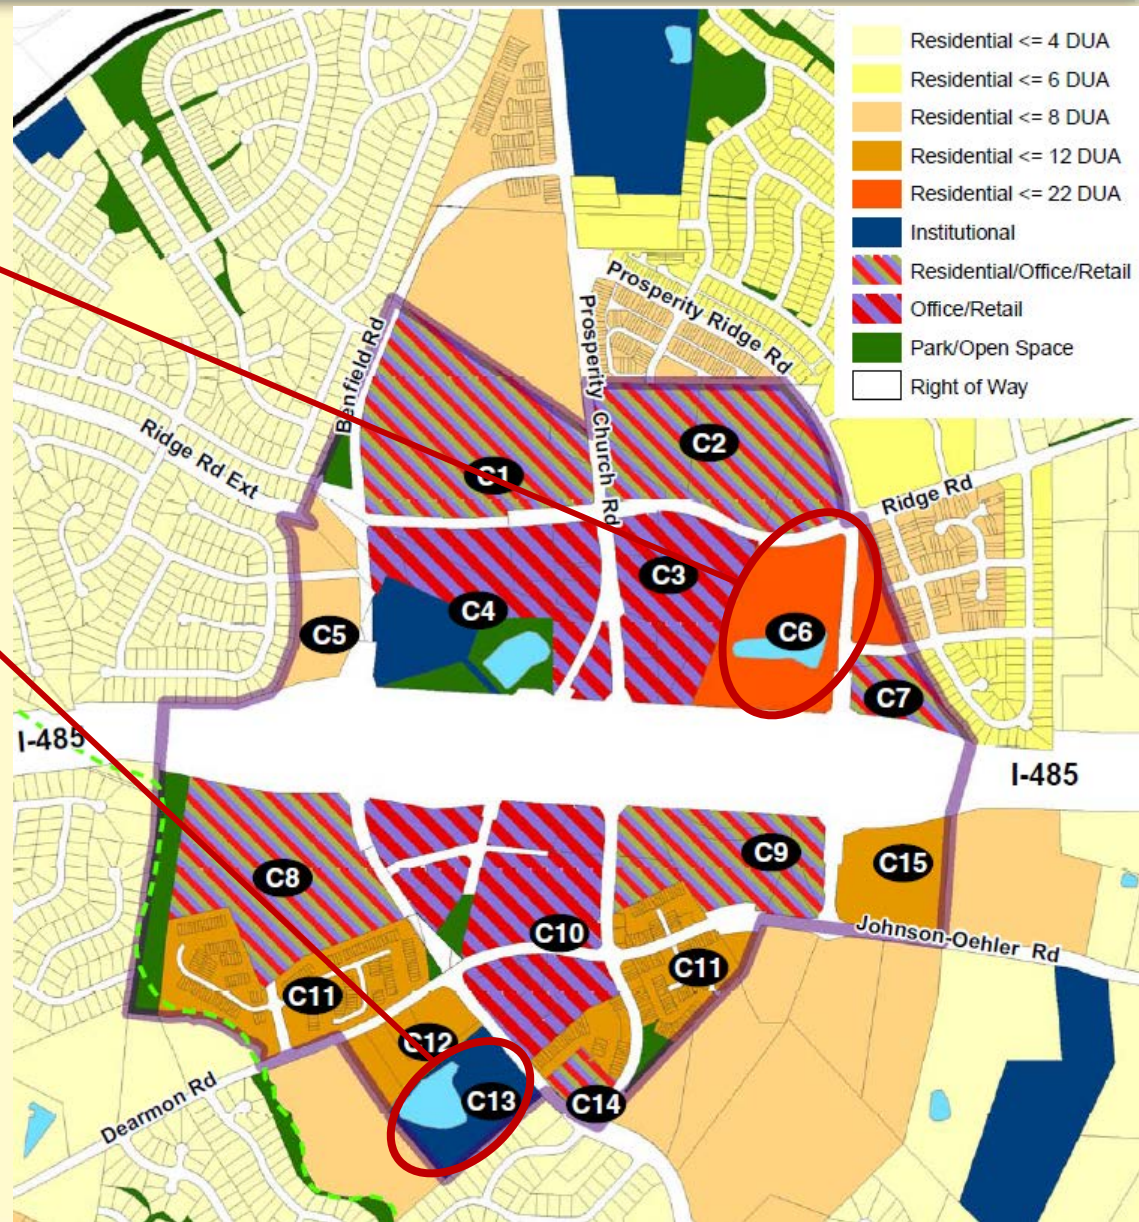 Residential <= 4 DUA
Residential <= 6 DUA
Residential <= 8 DUA
Residential <= 12 DUA
Residential <= 22 DUA
Institutional
Residential/Office/Retail
Office/Retail
Park/Open Space
Right of Way
Prosperity Ridge Rd
Benfield Rd
Prosperity Church Rd
Ridge Rd Ext
Ridge Rd
C1
C2
C3
C4
C5
C6
C7
I-485
I-485
C8
C9
C15
C10
Johnson-Oehler Rd
C11
C11
C12
C13
C14
Dearmon Rd